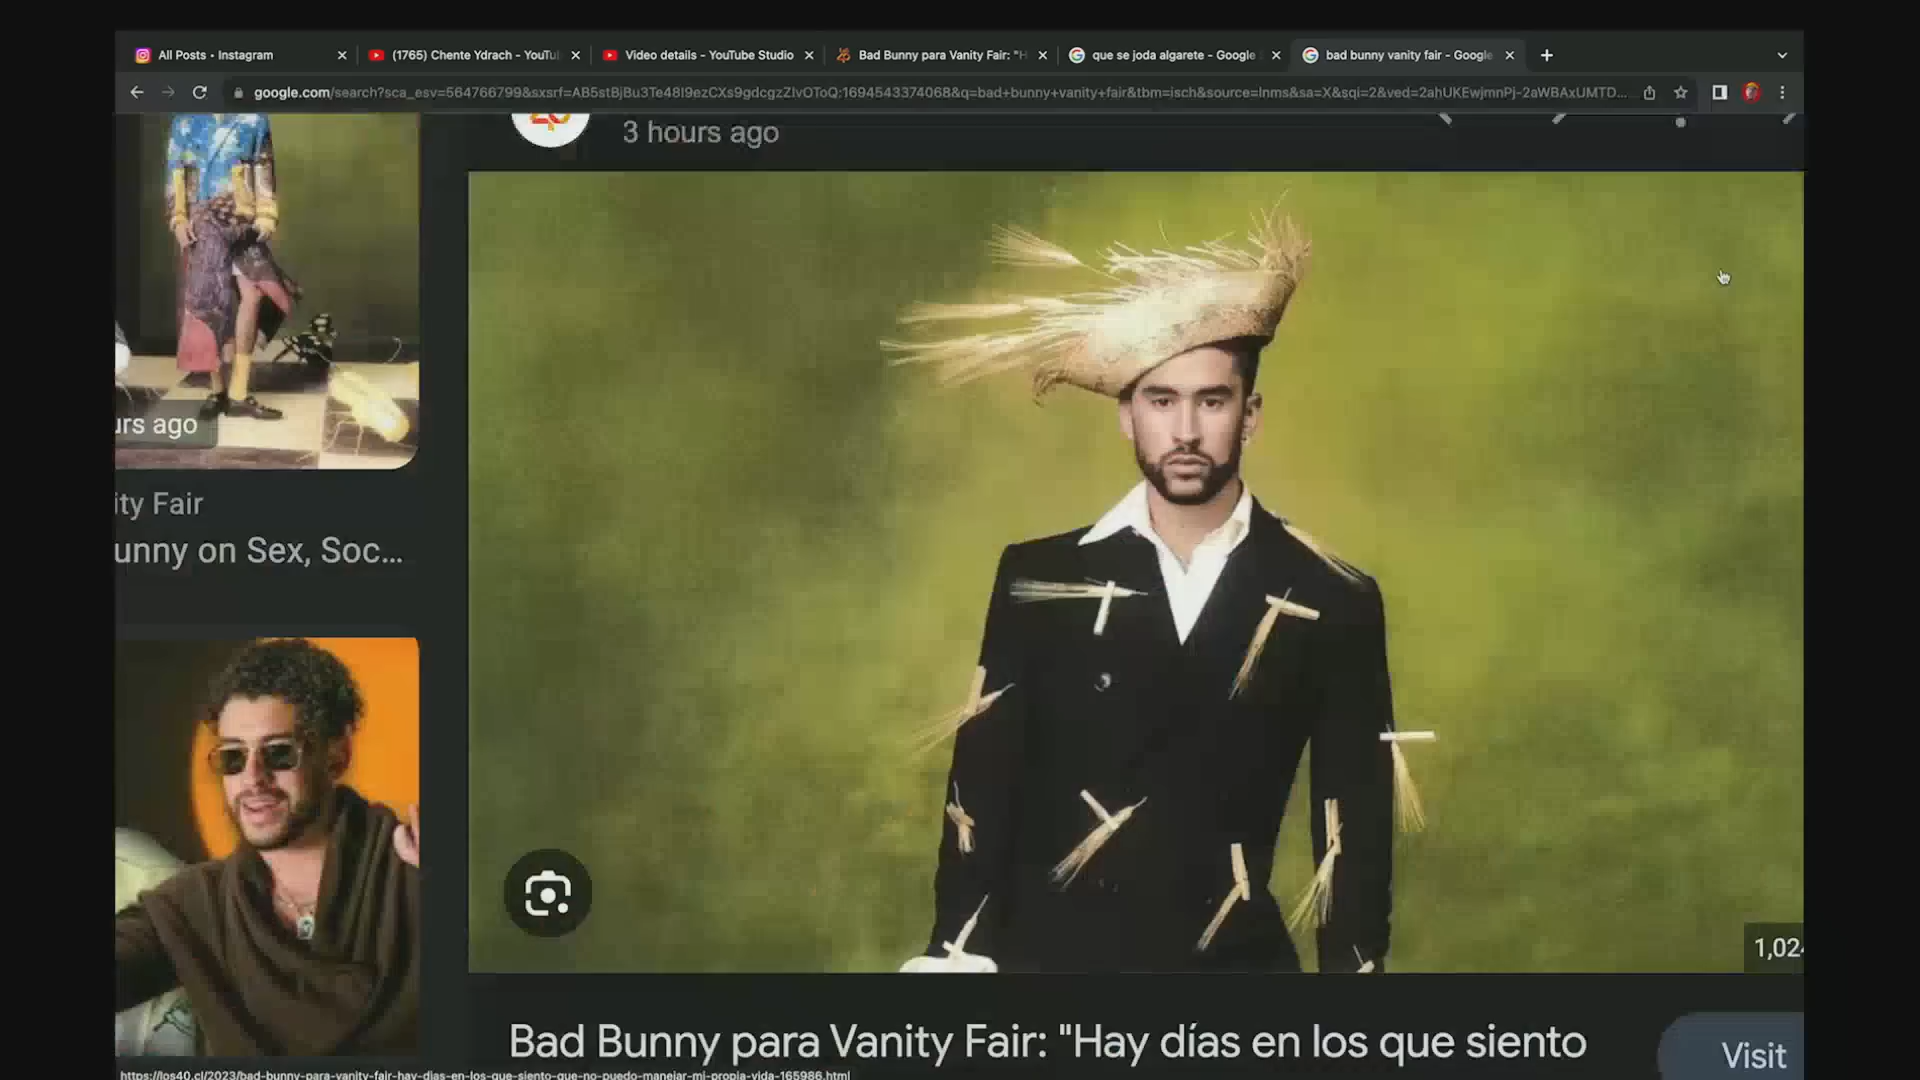 All Posts • Instagram
(1765) Chente Ydrach - YouTu
Video details - YouTube Studio
Bad Bunny para Vanity Fair: "H
que se joda algarete - Google
bad bunny vanity fair - Google
google.com/search?sca_esv=564766799&sxsrf=AB5stBjBu3Te48I9ezCXs9gdcgzZIvOToQ:1694543374068&q=bad+bunny+vanity+fair&tbm=isch&source=lnms&sa=X&sqi=2&ved=2ahUKEwjmnPj-2aWBAxUMTD...
3 hours ago
urs ago
ity Fair
unny on Sex, Soc...
1,024
Bad Bunny para Vanity Fair: "Hay días en los que siento
Visit
https://los40.cl/2023/bad-bunny-para-vanity-fair-hay-dias-en-los-que-siento-que-no-puedo-manejar-mi-propia-vida-165986.html